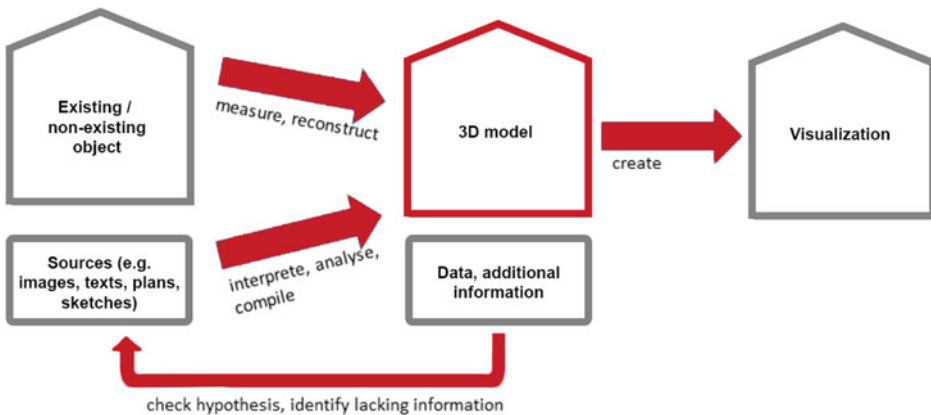 Existing /
non-existing
object
measure, reconstruct
3D model
create
Visualization
Sources (e.g.
images, texts, plans,
sketches)
interprete, analyse,
compile
Data, additional
information
check hypothesis, identify lacking information